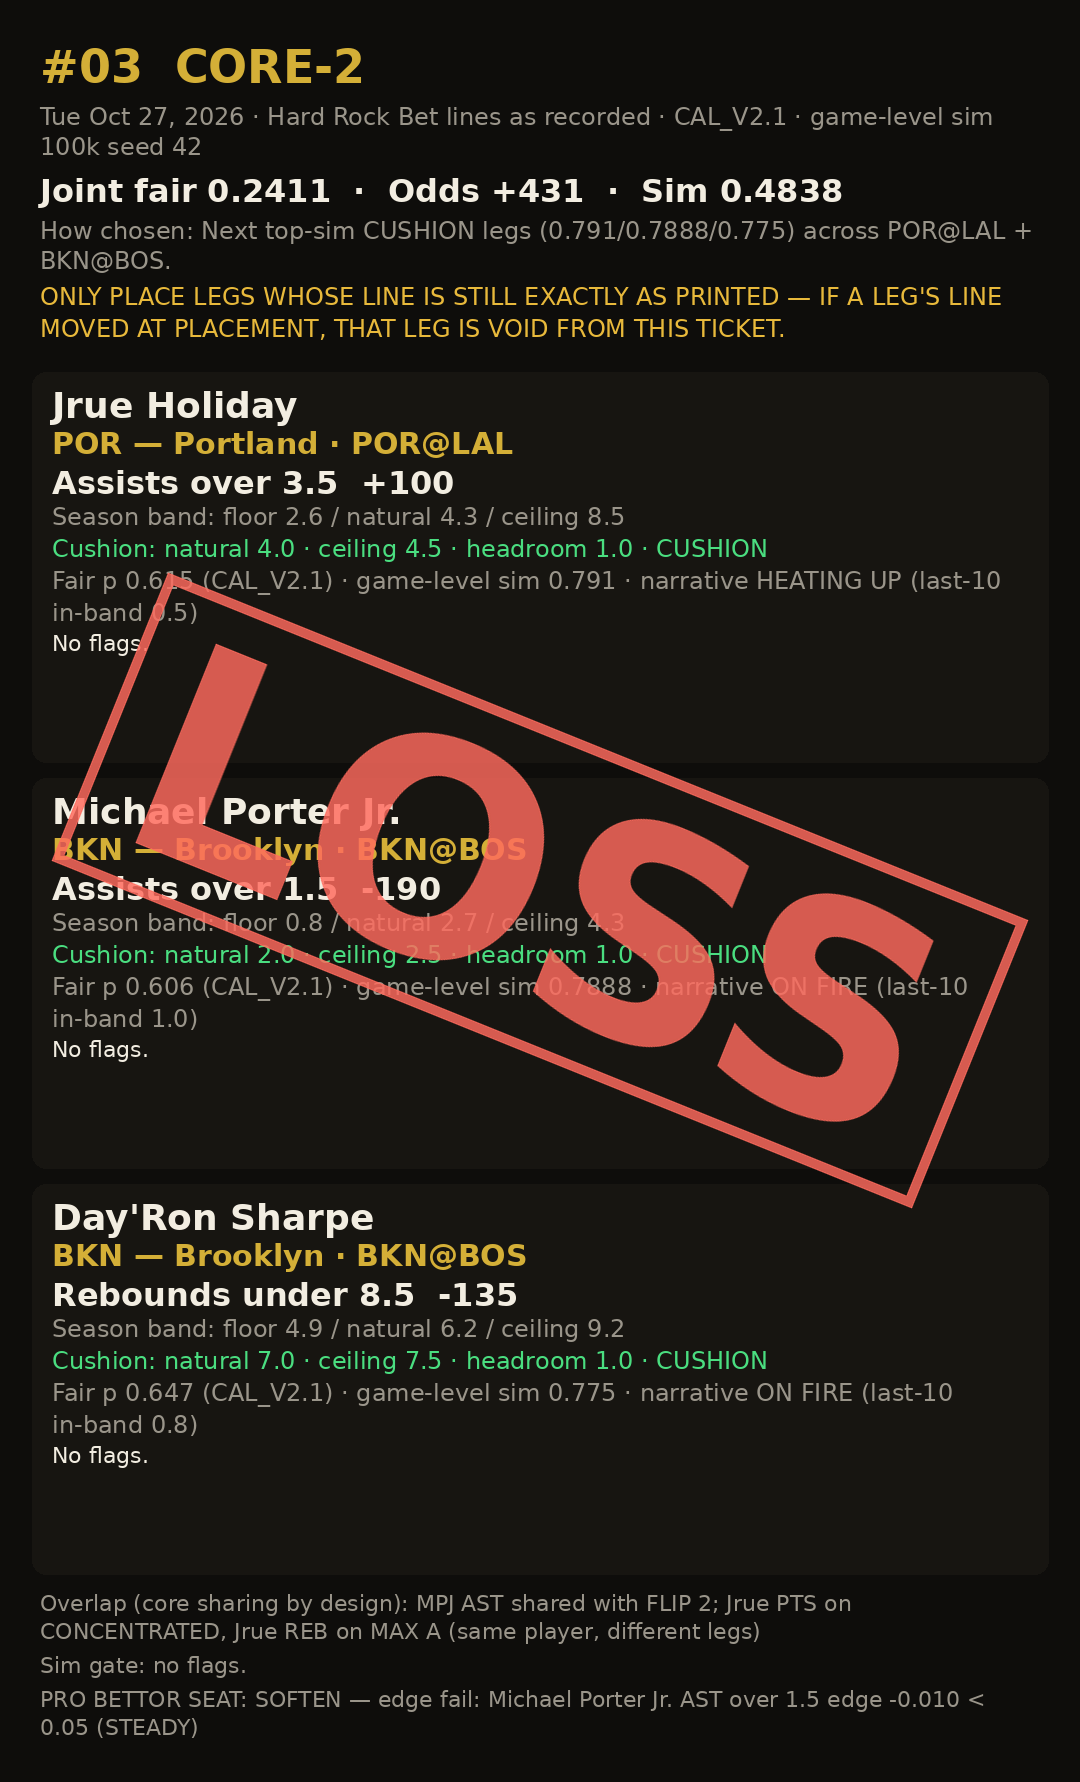 #03 CORE-2
Tue Oct 27, 2026 · Hard Rock Bet lines as recorded · CAL_V2.1 · game-level sim
100k seed 42
Joint fair 0.2411 · Odds +431 · Sim 0.4838
How chosen: Next top-sim CUSHION legs (0.791/0.7888/0.775) across POR@LAL +
BKN@BOS.
ONLY PLACE LEGS WHOSE LINE IS STILL EXACTLY AS PRINTED — IF A LEG'S LINE
MOVED AT PLACEMENT, THAT LEG IS VOID FROM THIS TICKET.
Jrue Holiday
POR — Portland · POR@LAL
Assists over 3.5 +100
Season band: floor 2.6 / natural 4.3 / ceiling 8.5
Cushion: natural 4.0 · ceiling 4.5 · headroom 1.0 · CUSHION
Fair p 0.615 (CAL_V2.1) · game-level sim 0.791 · narrative HEATING UP (last-10
in-band 0.5)
No flags.
LOSS
Michael Porter Jr.
BKN — Brooklyn · BKN@BOS
Assists over 1.5 -190
Season band: floor 0.8 / natural 2.7 / ceiling 4.3
Cushion: natural 2.0 · ceiling 2.5 · headroom 1.0 · CUSHION
Fair p 0.606 (CAL_V2.1) · game-level sim 0.7888 · narrative ON FIRE (last-10
in-band 1.0)
No flags.
Day'Ron Sharpe
BKN — Brooklyn · BKN@BOS
Rebounds under 8.5 -135
Season band: floor 4.9 / natural 6.2 / ceiling 9.2
Cushion: natural 7.0 · ceiling 7.5 · headroom 1.0 · CUSHION
Fair p 0.647 (CAL_V2.1) · game-level sim 0.775 · narrative ON FIRE (last-10
in-band 0.8)
No flags.
Overlap (core sharing by design): MPJ AST shared with FLIP 2; Jrue PTS on
CONCENTRATED, Jrue REB on MAX A (same player, different legs)
Sim gate: no flags.
PRO BETTOR SEAT: SOFTEN — edge fail: Michael Porter Jr. AST over 1.5 edge -0.010 <
0.05 (STEADY)